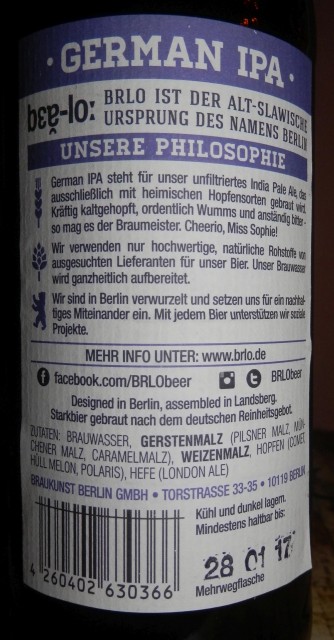 · GERMAN IPA ·
bɛɐ̯-lo: BRLO IST DER ALT-SLAWISCHE
URSPRUNG DES NAMENS BERLIN
UNSERE PHILOSOPHIE
German IPA steht für unser unfiltriertes India Pale Ale, das
ausschließlich mit heimischen Hopfensorten gebraut wird.
Kräftig kaltgehopft, ordentlich Wumms und anständig bitter -
so mag es der Braumeister. Cheerio, Miss Sophie!
Wir verwenden nur hochwertige, natürliche Rohstoffe von
ausgesuchten Lieferanten für unser Bier. Unser Brauwasser
wird ganzheitlich aufbereitet.
Wir sind in Berlin verwurzelt und setzen uns für ein nachhal-
tiges Miteinander ein. Mit jedem Bier unterstützen wir soziale
Projekte.
MEHR INFO UNTER: www.brlo.de
f facebook.com/BRLObeer BRLObeer
Designed in Berlin, assembled in Landsberg.
Starkbier gebraut nach dem deutschen Reinheitsgebot.
ZUTATEN: BRAUWASSER, GERSTENMALZ (PILSNER MALZ, MÜN-
CHENER MALZ, CARAMELMALZ), WEIZENMALZ, HOPFEN (COMET,
HÜLL MELON, POLARIS), HEFE (LONDON ALE)
BRAUKUNST BERLIN GMBH • TORSTRASSE 33-35 • 10119 BERLIN
Kühl und dunkel lagern.
Mindestens haltbar bis:
28 01 17
Mehrwegflasche
4 260402 630366